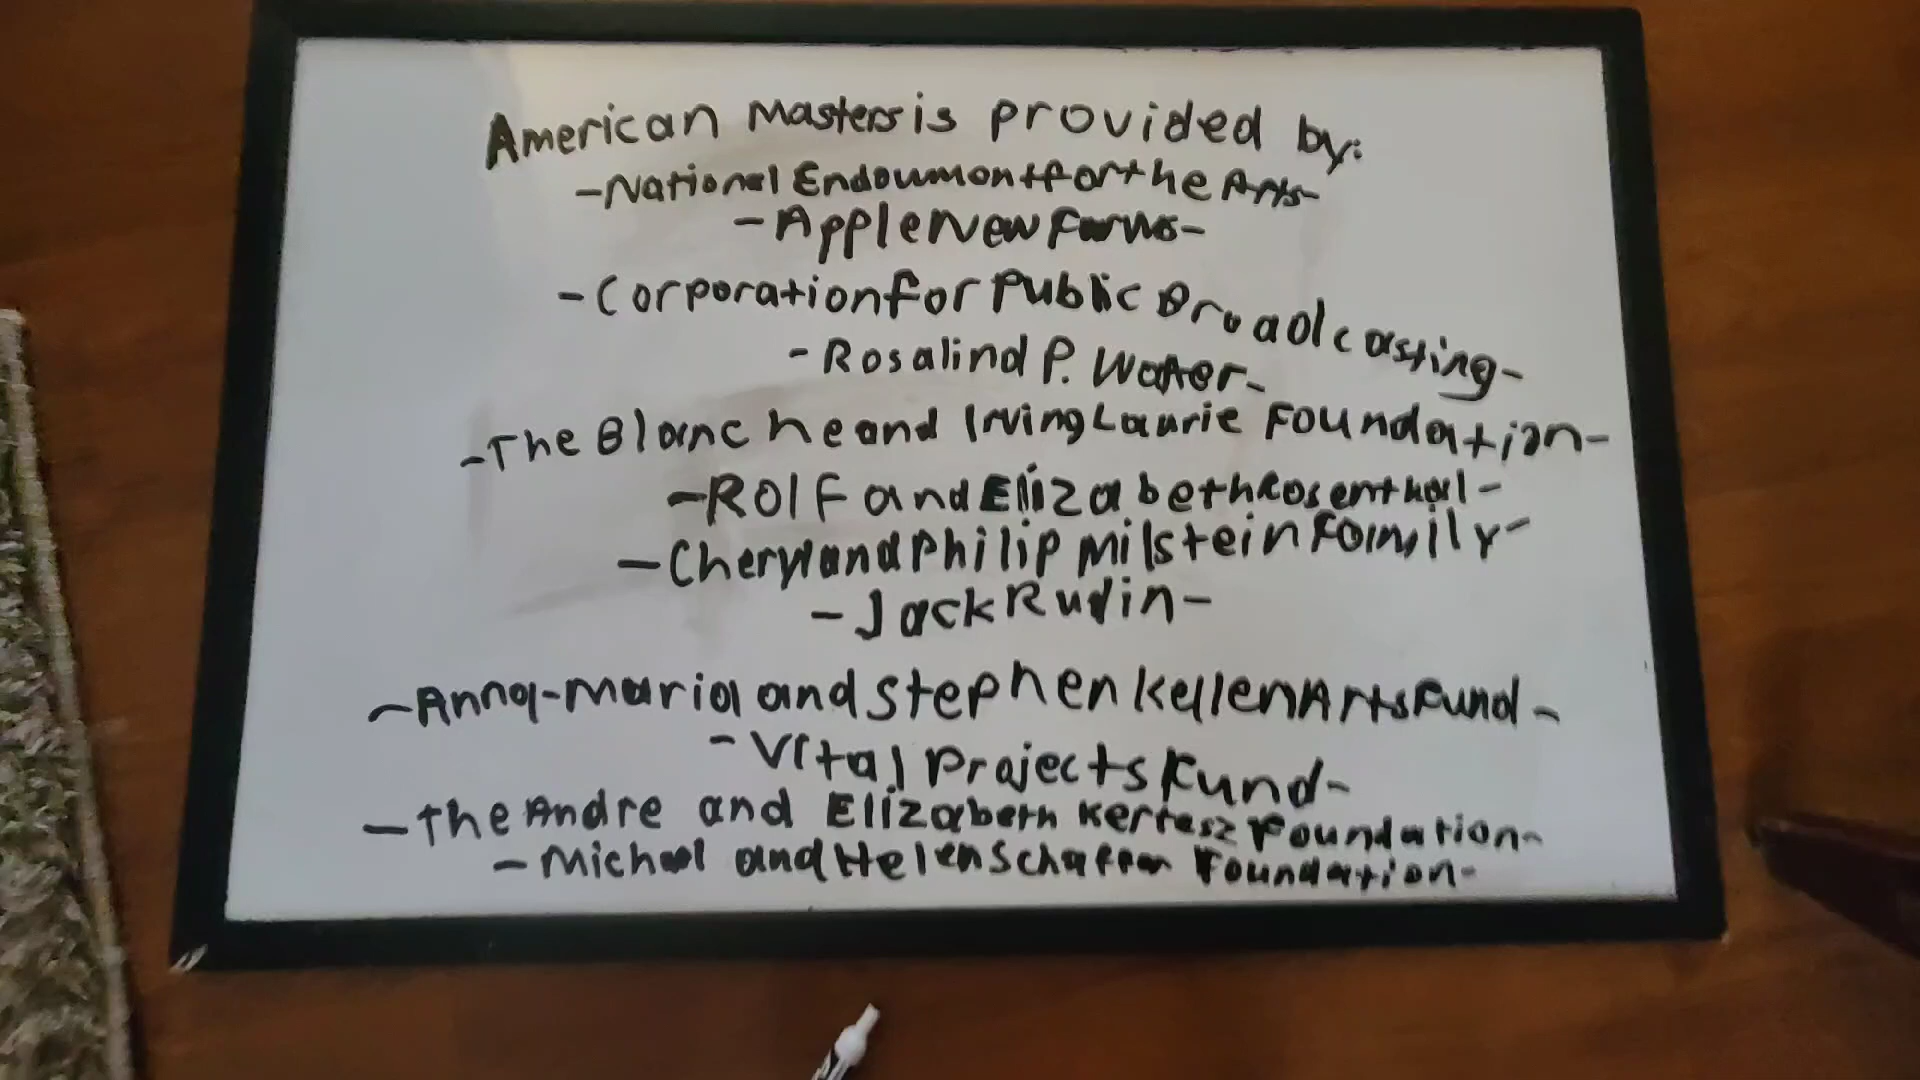 American Masters is provided by:
- National Endowment for the Arts -
- Apple New
- Corporation for Public Broadcasting -
- Rosalind P. Walter -
- The Blanche and Irving Laurie Foundation -
- Rolf and Elizabeth Rosenthal -
- Cheryl and Philip Milstein Family -
- Jack Rudin -
- Anna-Maria and Stephen Kellen Arts Fund -
- Vital Projects Fund -
- The Andre and Elizabeth Kertesz Foundation -
- Michael and Helen Schaffer Foundation -